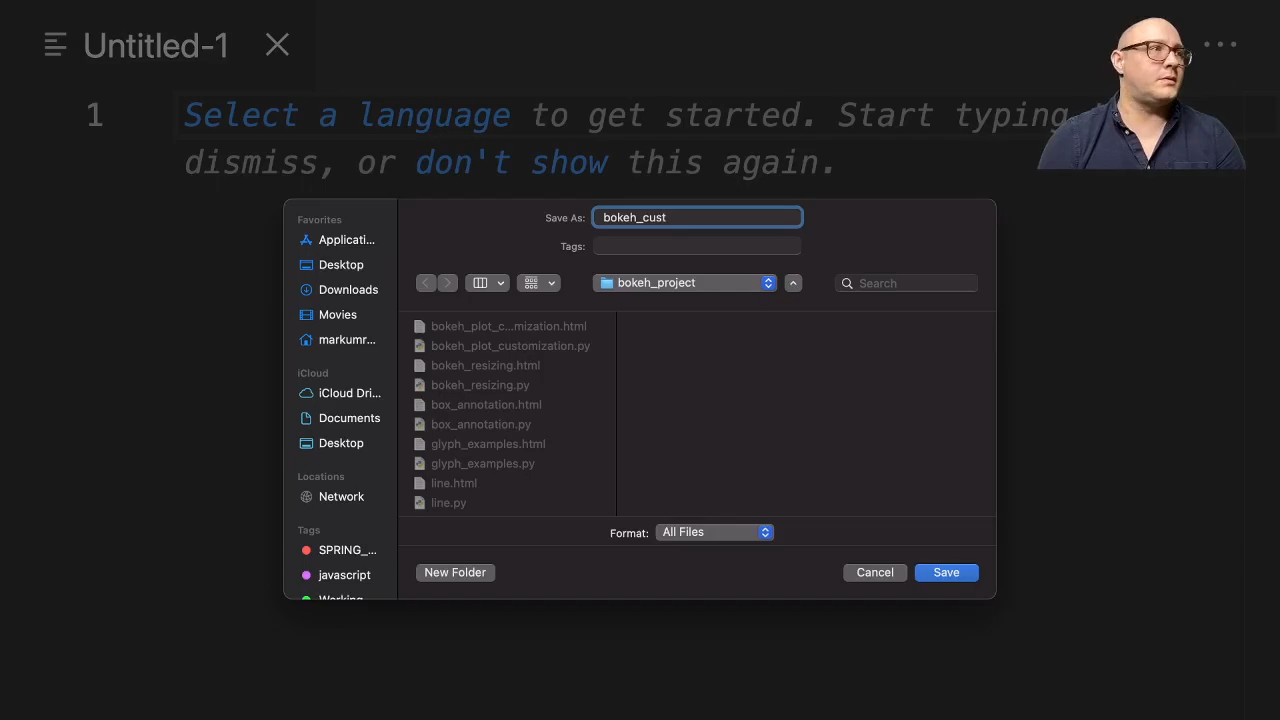 Untitled-1
1 Select a language to get started. Start typing
dismiss, or don't show this again.
Save As: bokeh_cust
Tags:
bokeh_project
Search
Favorites
Applicati...
Desktop
Downloads
Movies
markumr...
iCloud
iCloud Dri...
Documents
Desktop
Locations
Network
Tags
SPRING_...
javascript
Working
bokeh_plot_c...mization.html
bokeh_plot_customization.py
bokeh_resizing.html
bokeh_resizing.py
box_annotation.html
box_annotation.py
glyph_examples.html
glyph_examples.py
line.html
line.py
Format: All Files
New Folder
Cancel
Save